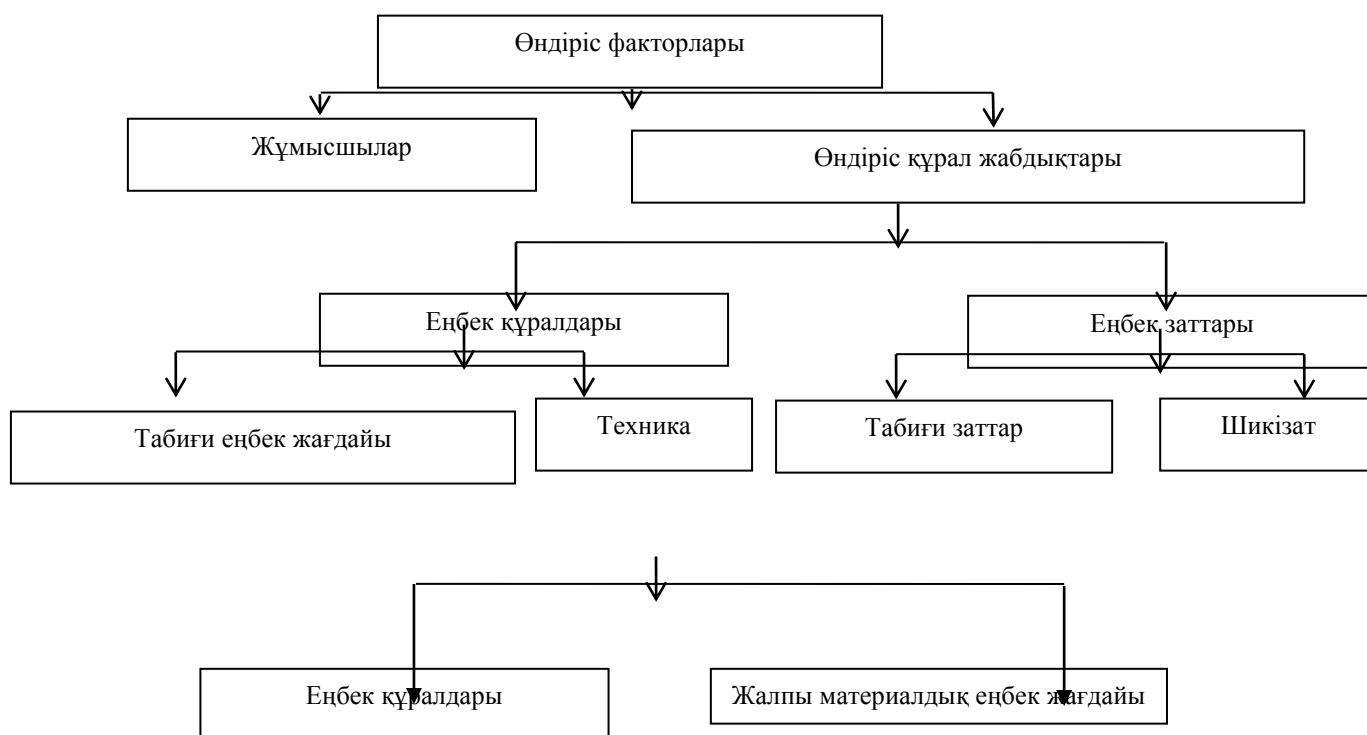 Өндіріс факторлары
Жұмысшылар
Өндіріс құрал жабдықтары
Еңбек құралдары
Еңбек заттары
Табиғи еңбек жағдайы
Техника
Табиғи заттар
Шикізат
Еңбек құралдары
Жалпы материалдық еңбек жағдайы